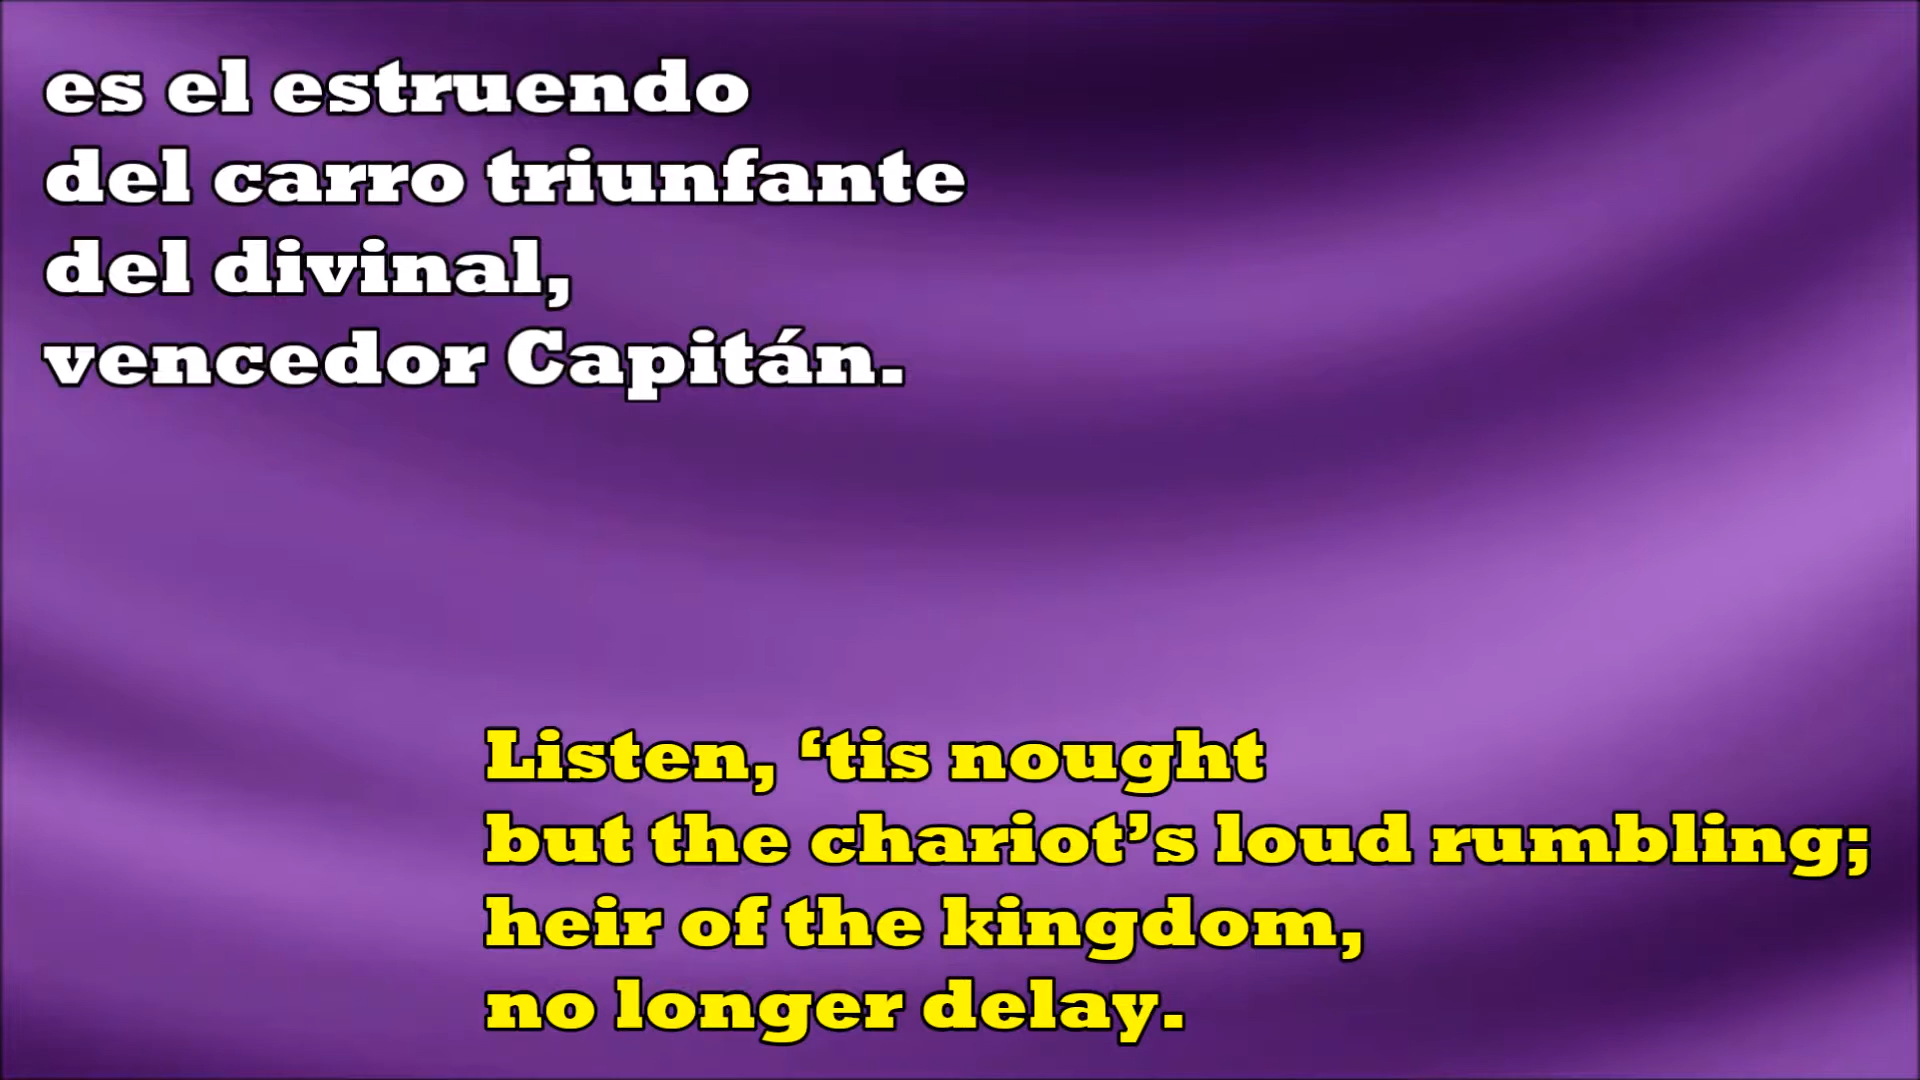 es el estruendo
del carro triunfante
del divinal,
vencedor Capitán.
Listen, ‘tis nought
but the chariot’s loud rumbling;
heir of the kingdom,
no longer delay.